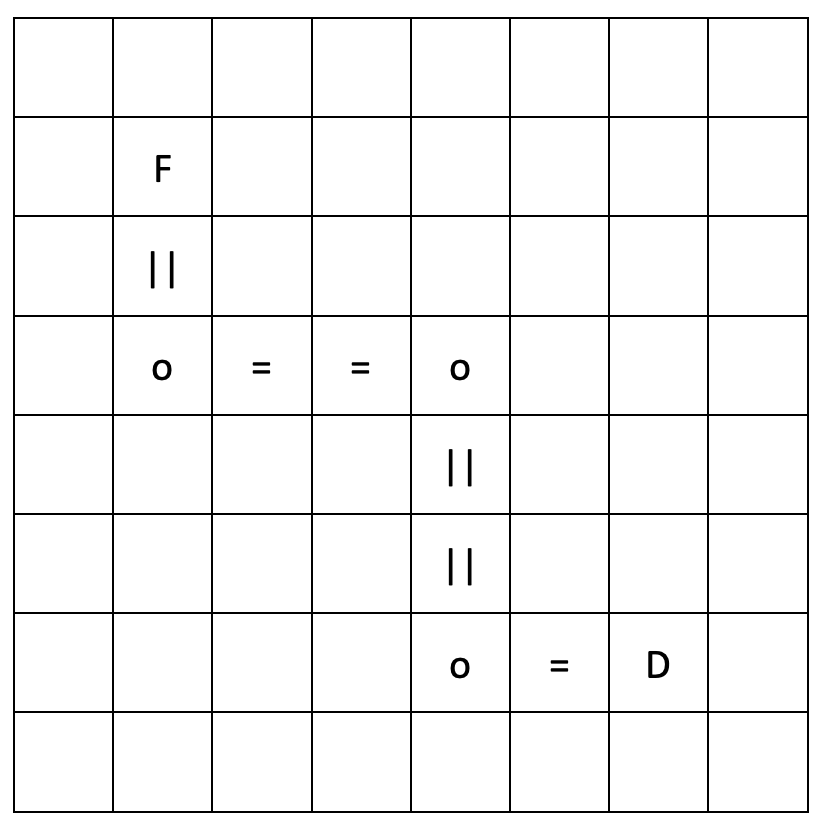 F
||
o = = o
||
||
o = D